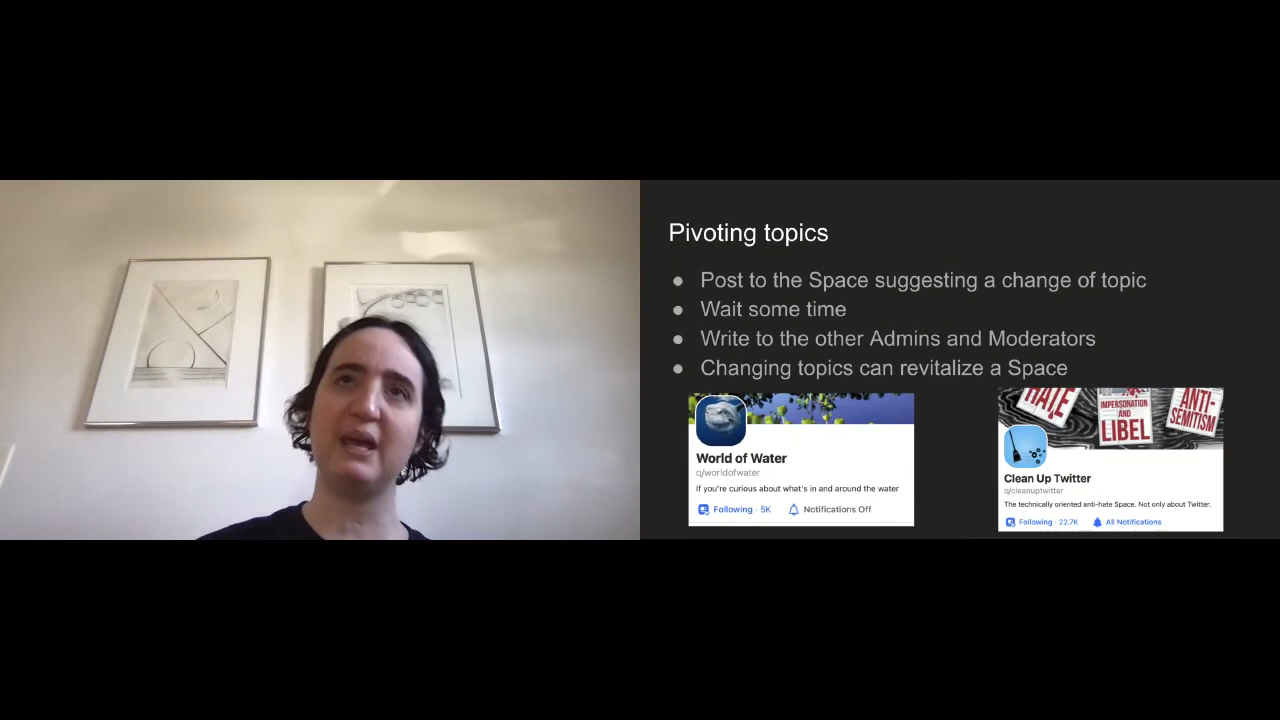 Pivoting topics
● Post to the Space suggesting a change of topic
● Wait some time
● Write to the other Admins and Moderators
● Changing topics can revitalize a Space
World of Water
q/worldofwater
If you're curious about what's in and around the water
Following · 5K
Notifications Off
HATE
IMPERSONATION
AND
LIBEL
ANTI-
SEMITISM
Clean Up Twitter
q/cleanuptwitter
The technically oriented anti-hate Space. Not only about Twitter.
Following · 22.7K
All Notifications